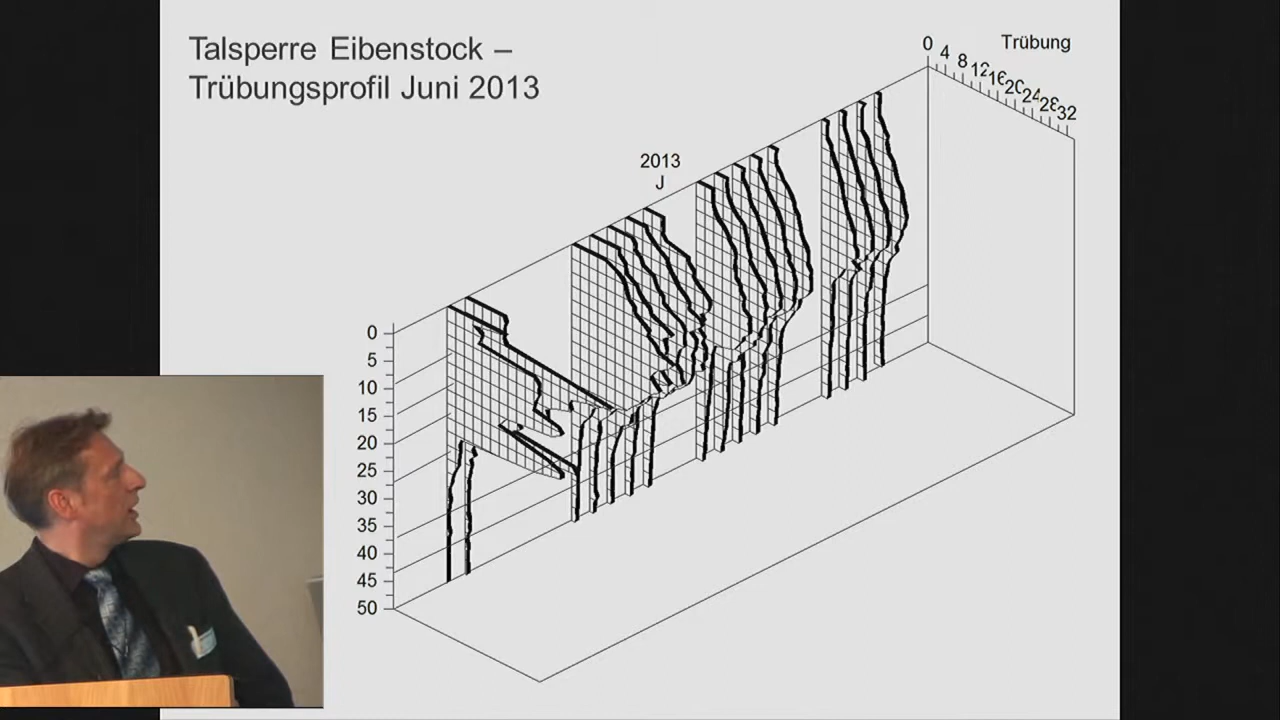 Talsperre Eibenstock –
Trübungsprofil Juni 2013
0 4 8 12 16 20 24 28 32
Trübung
2013
J
0
5
10
15
20
25
30
35
40
45
50